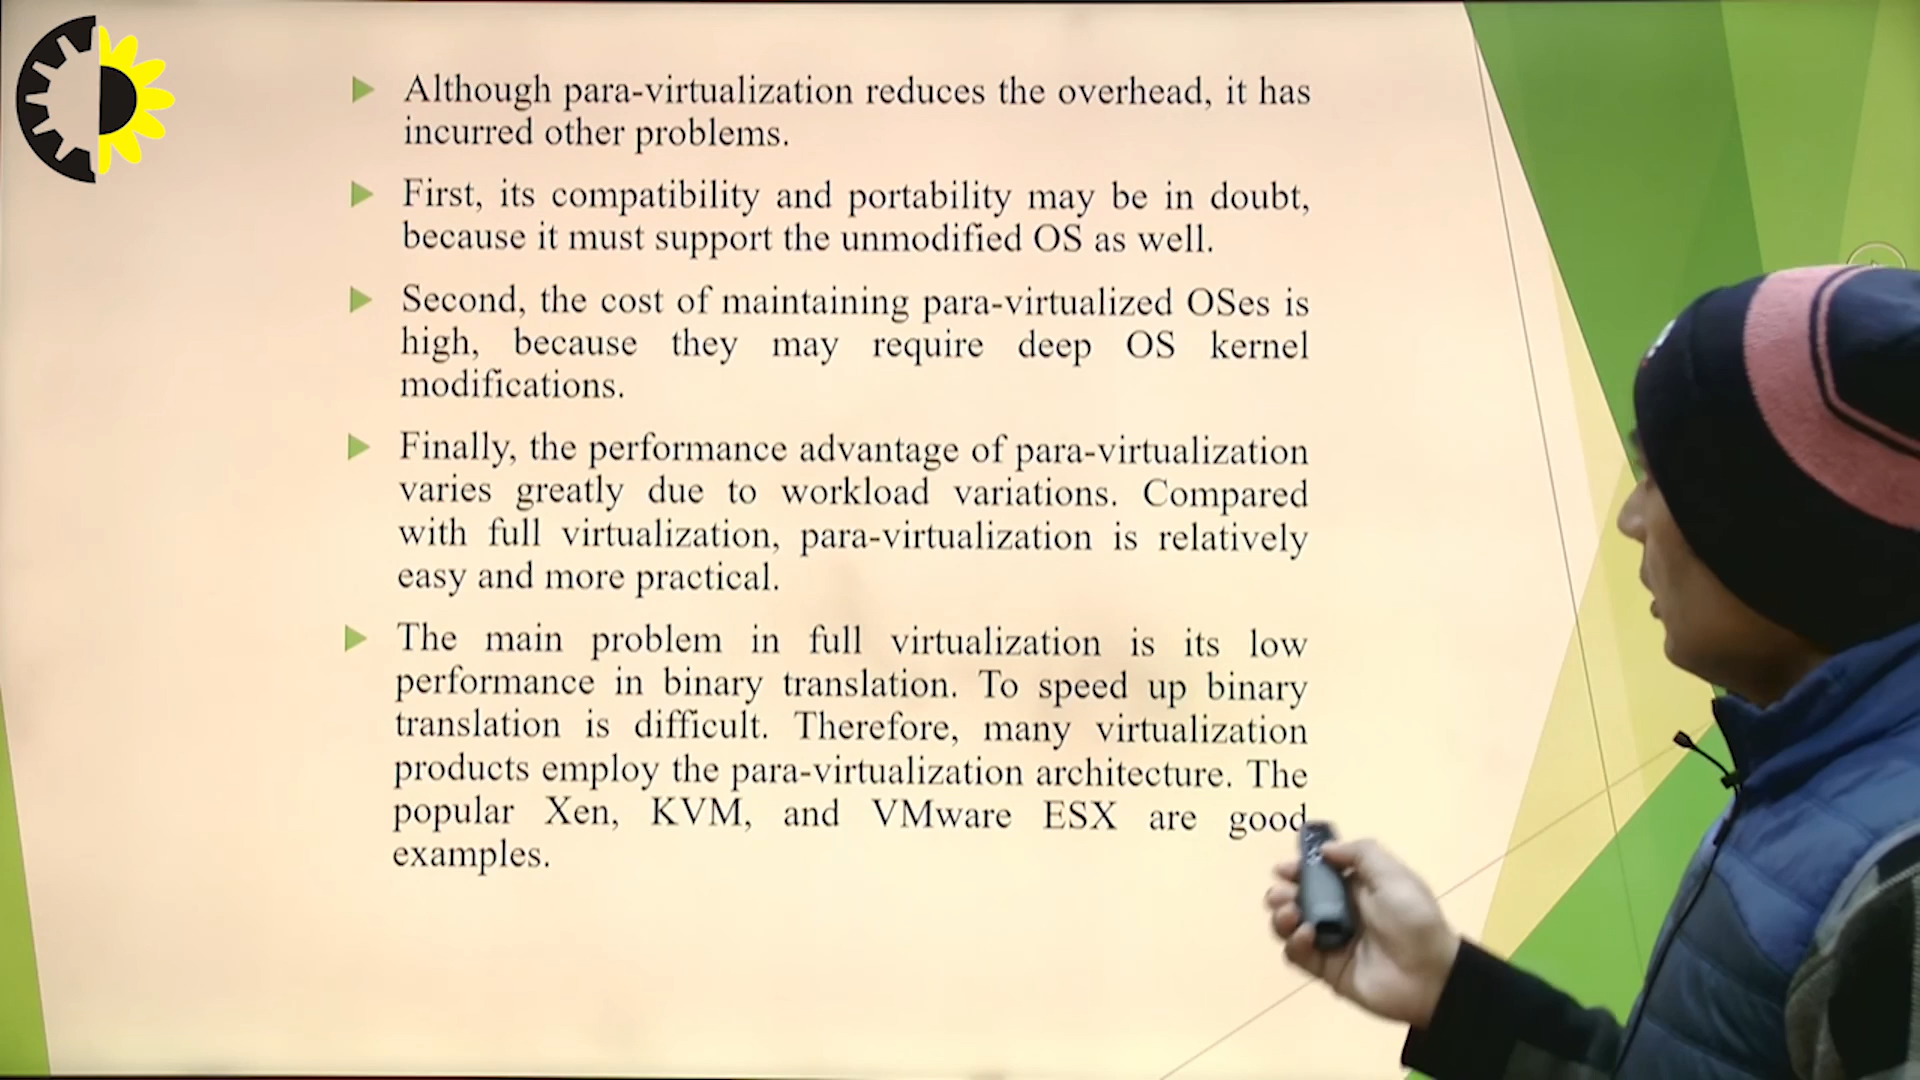 Although para-virtualization reduces the overhead, it has
incurred other problems.
First, its compatibility and portability may be in doubt,
because it must support the unmodified OS as well.
Second, the cost of maintaining para-virtualized OSes is
high, because they may require deep OS kernel
modifications.
Finally, the performance advantage of para-virtualization
varies greatly due to workload variations. Compared
with full virtualization, para-virtualization is relatively
easy and more practical.
The main problem in full virtualization is its low
performance in binary translation. To speed up binary
translation is difficult. Therefore, many virtualization
products employ the para-virtualization architecture. The
popular Xen, KVM, and VMware ESX are good
examples.